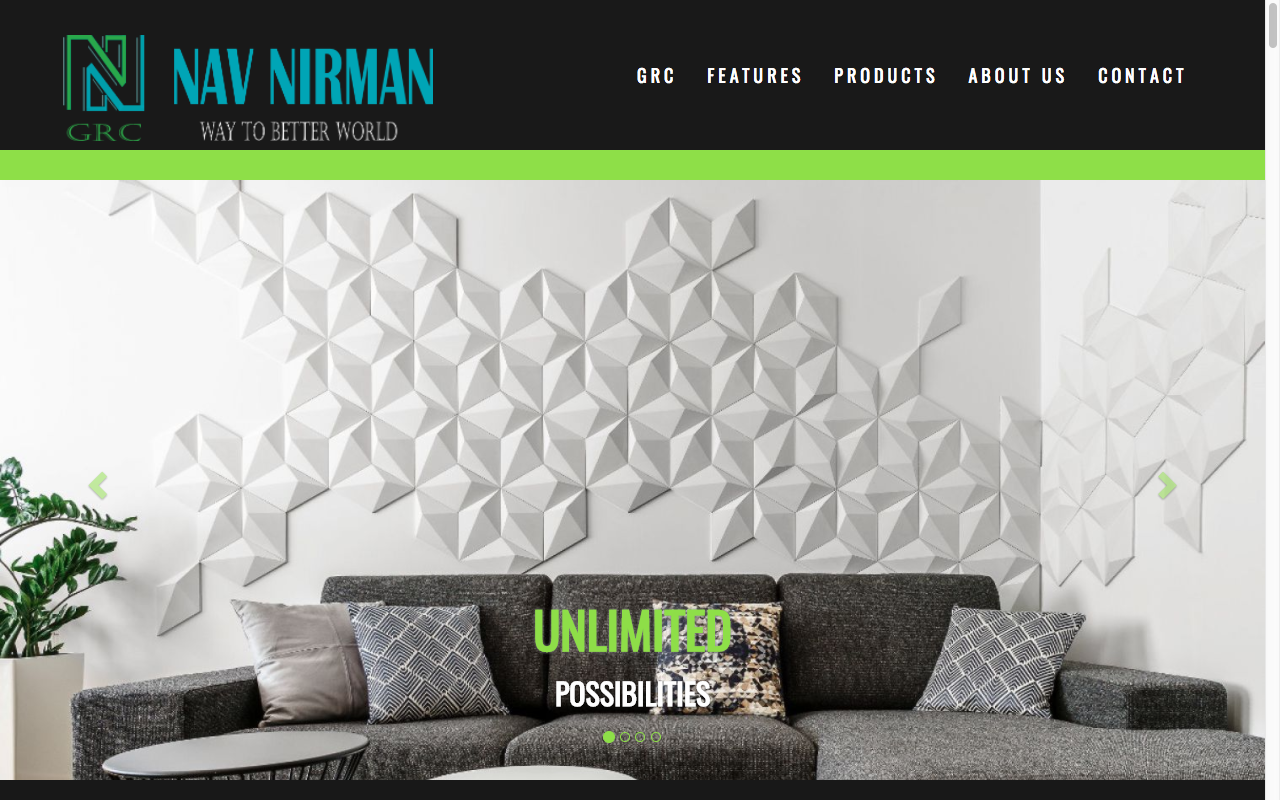 NAV NIRMAN
GRC
WAY TO BETTER WORLD
GRC
FEATURES
PRODUCTS
ABOUT US
CONTACT
UNLIMITED
POSSIBILITIES